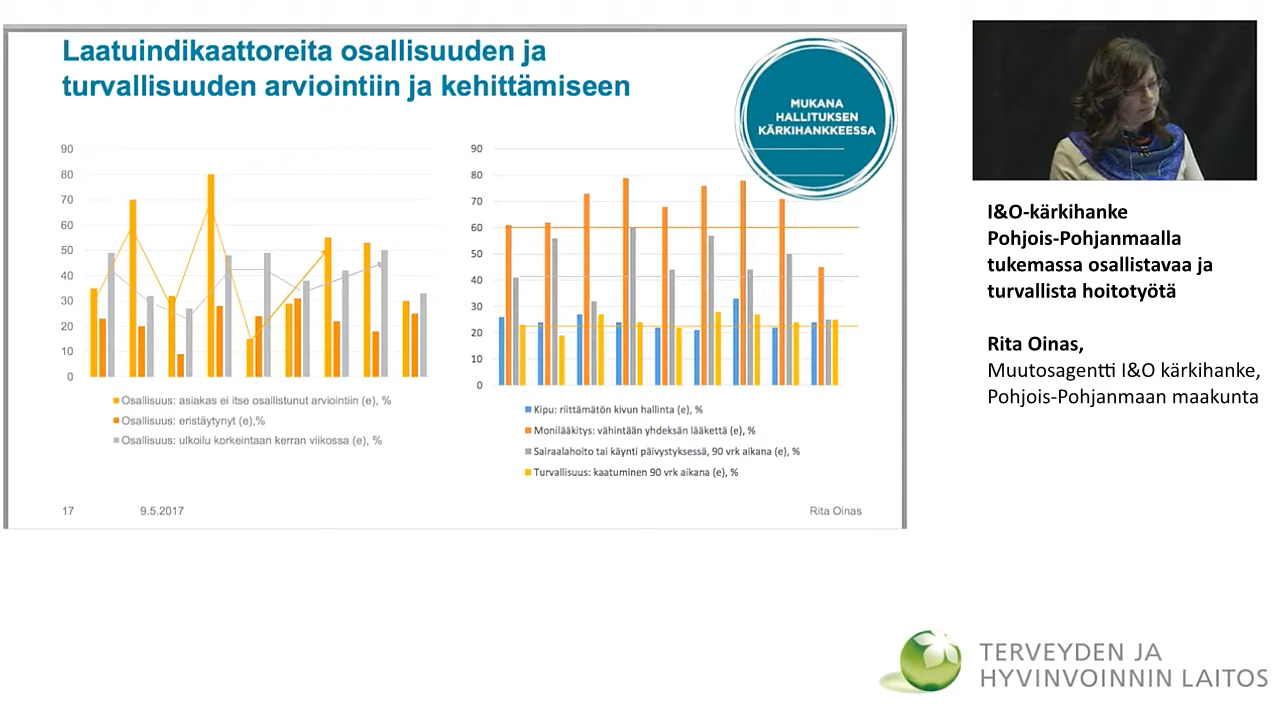 Laatuindikaattoreita osallisuuden ja
turvallisuuden arviointiin ja kehittämiseen
MUKANA
HALLITUKSEN
KÄRKIHANKKEESSA
90
80
70
60
50
40
30
20
10
0
Osallisuus: asiakas ei itse osallistunut arviointiin (e), %
Osallisuus: eristäytynyt (e),%
Osallisuus: ulkoilu korkeintaan kerran viikossa (e), %
90
80
70
60
50
40
30
20
10
0
Kipu: riittämätön kivun hallinta (e), %
Monilääkitys: vähintään yhdeksän lääkettä (e), %
Sairaalahoito tai käynti päivystyksessä, 90 vrk aikana (e), %
Turvallisuus: kaatuminen 90 vrk aikana (e), %
17 9.5.2017 Rita Oinas
I&O-kärkihanke
Pohjois-Pohjanmaalla
tukemassa osallistavaa ja
turvallista hoitotyötä
Rita Oinas,
Muutosagentti I&O kärkihanke,
Pohjois-Pohjanmaan maakunta
TERVEYDEN JA
HYVINVOINNIN LAITOS